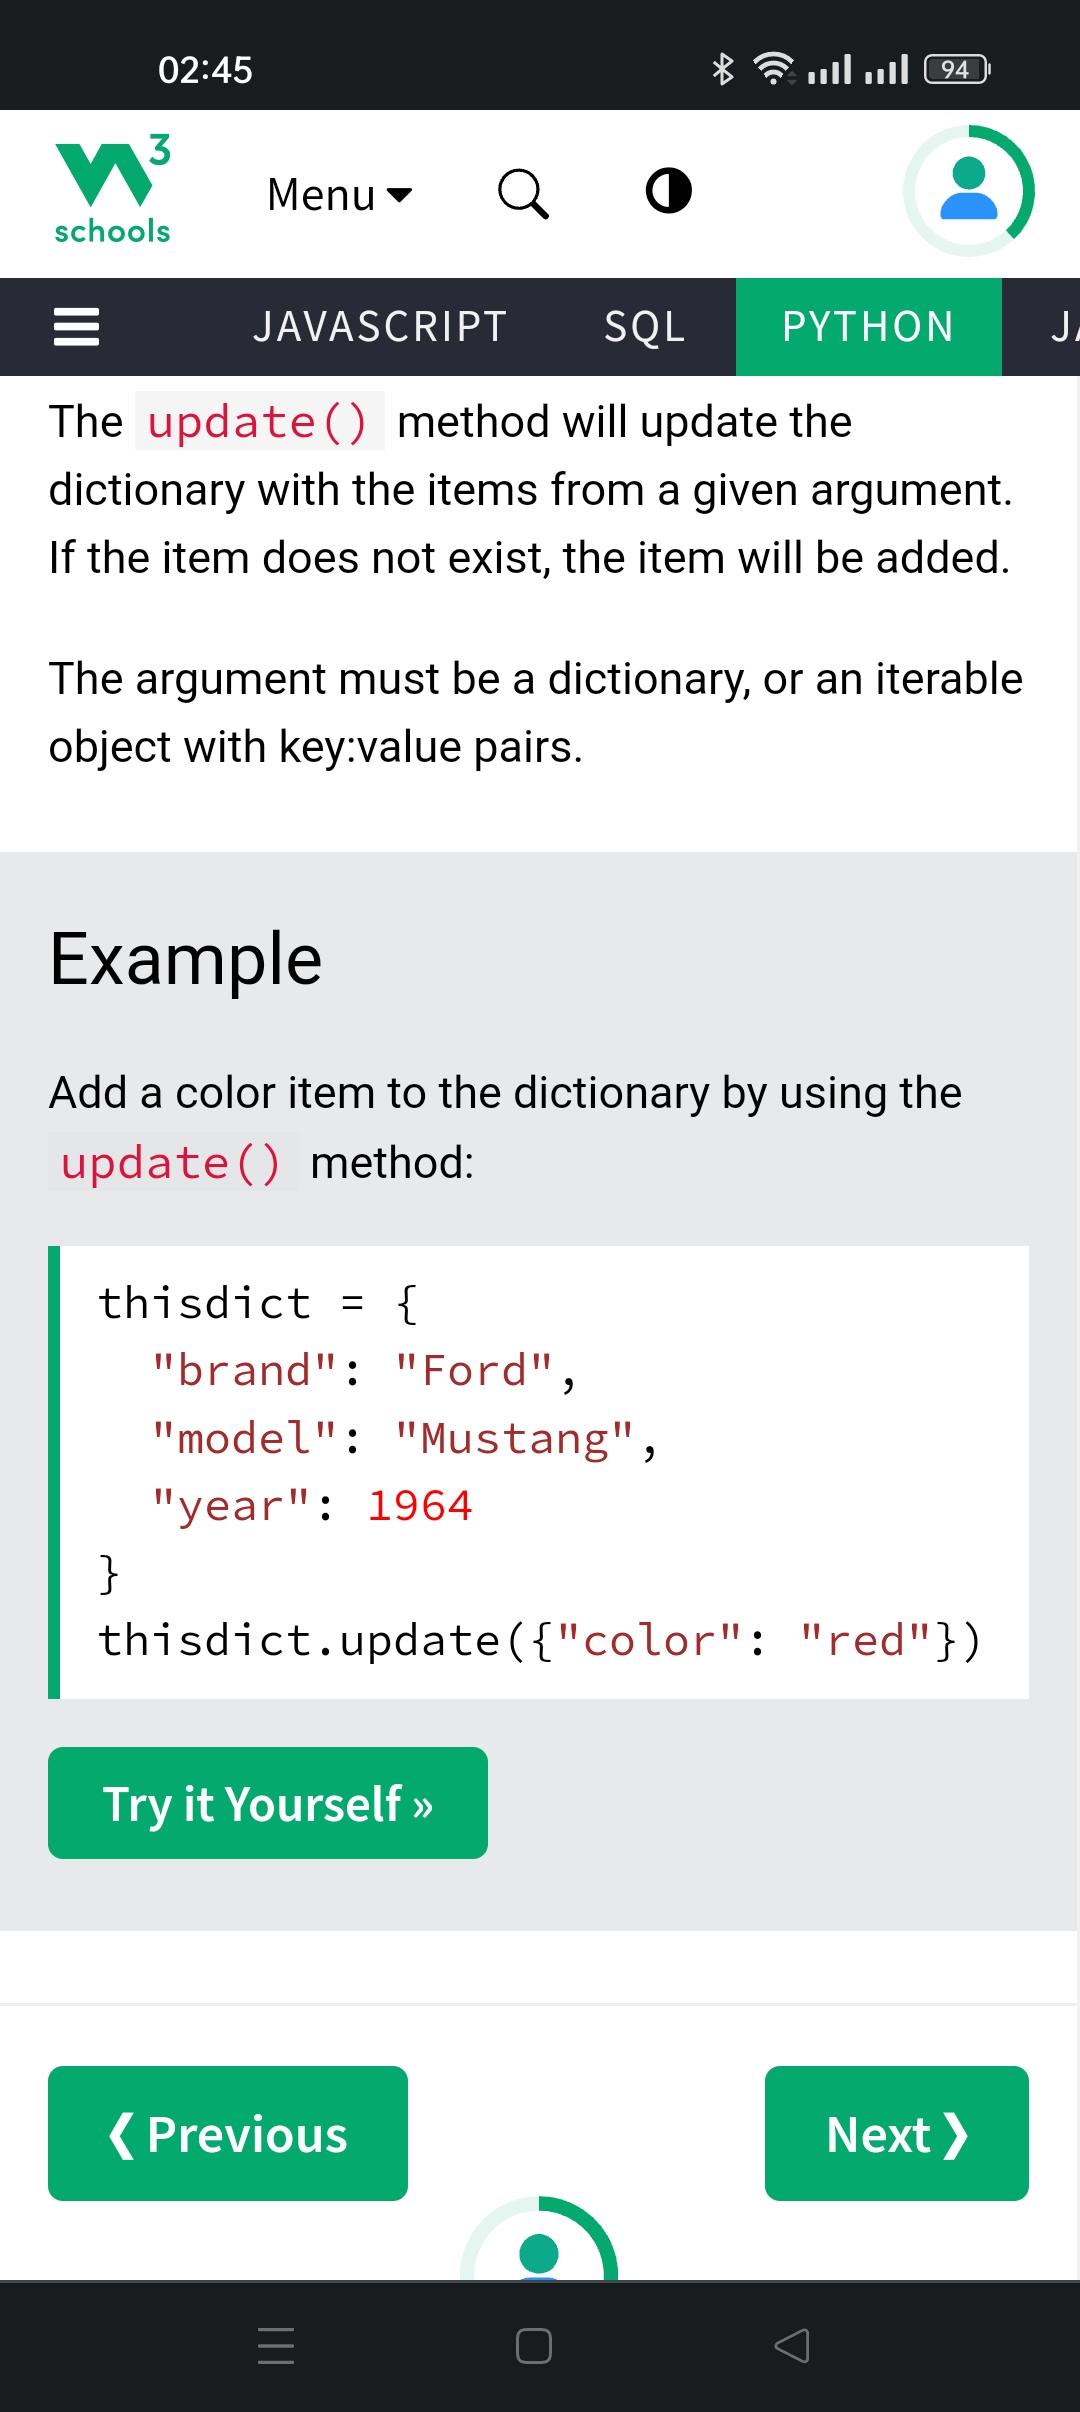 02:45
94
W3
schools
Menu
JAVASCRIPT SQL PYTHON JA
The update() method will update the
dictionary with the items from a given argument.
If the item does not exist, the item will be added.
The argument must be a dictionary, or an iterable
object with key:value pairs.
Example
Add a color item to the dictionary by using the
update() method:
thisdict = {
  "brand": "Ford",
  "model": "Mustang",
  "year": 1964
}
thisdict.update({"color": "red"})
Try it Yourself »
❮ Previous
Next ❯